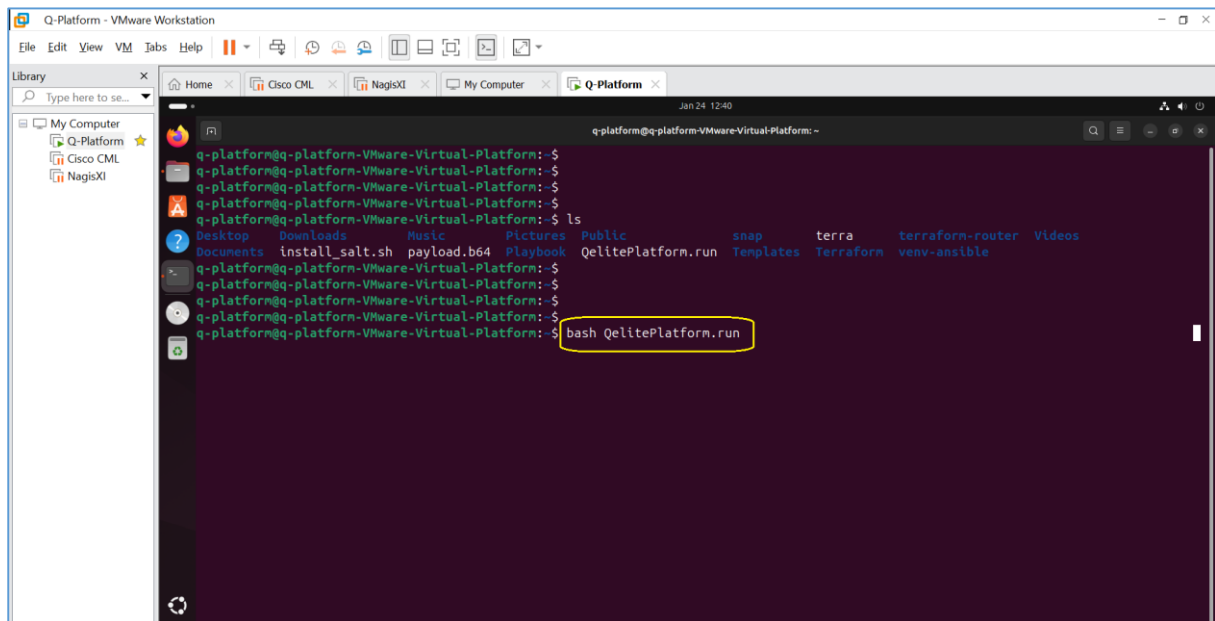 Q-Platform - VMware Workstation
File Edit View VM Tabs Help
Library
Type here to se...
My Computer
Q-Platform
Cisco CML
NagisXI
Home Cisco CML NagisXI My Computer Q-Platform
Jan 24 12:40
q-platform@q-platform-VMware-Virtual-Platform: ~
q-platform@q-platform-VMware-Virtual-Platform:~$
q-platform@q-platform-VMware-Virtual-Platform:~$
q-platform@q-platform-VMware-Virtual-Platform:~$
q-platform@q-platform-VMware-Virtual-Platform:~$
q-platform@q-platform-VMware-Virtual-Platform:~$ ls
Desktop Downloads Music Pictures Public snap terra terraform-router Videos
Documents install_salt.sh payload.b64 Playbook QelitePlatform.run Templates Terraform venv-ansible
q-platform@q-platform-VMware-Virtual-Platform:~$
q-platform@q-platform-VMware-Virtual-Platform:~$
q-platform@q-platform-VMware-Virtual-Platform:~$
q-platform@q-platform-VMware-Virtual-Platform:~$
q-platform@q-platform-VMware-Virtual-Platform:~$ bash QelitePlatform.run